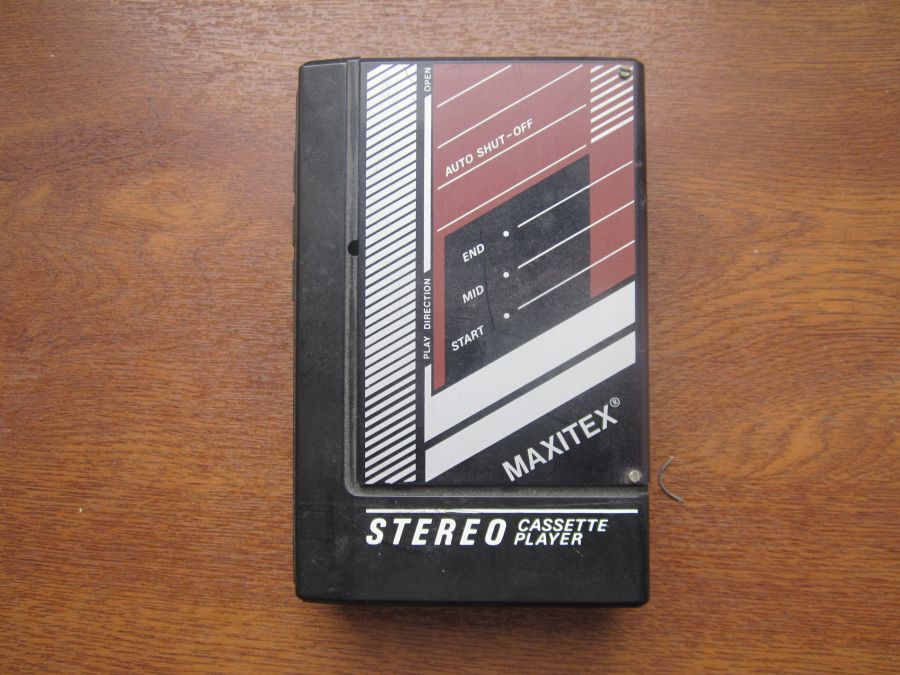 OPEN
AUTO SHUT-OFF
END
MID
START
PLAY DIRECTION
MAXITEX®
STEREO CASSETTE
PLAYER